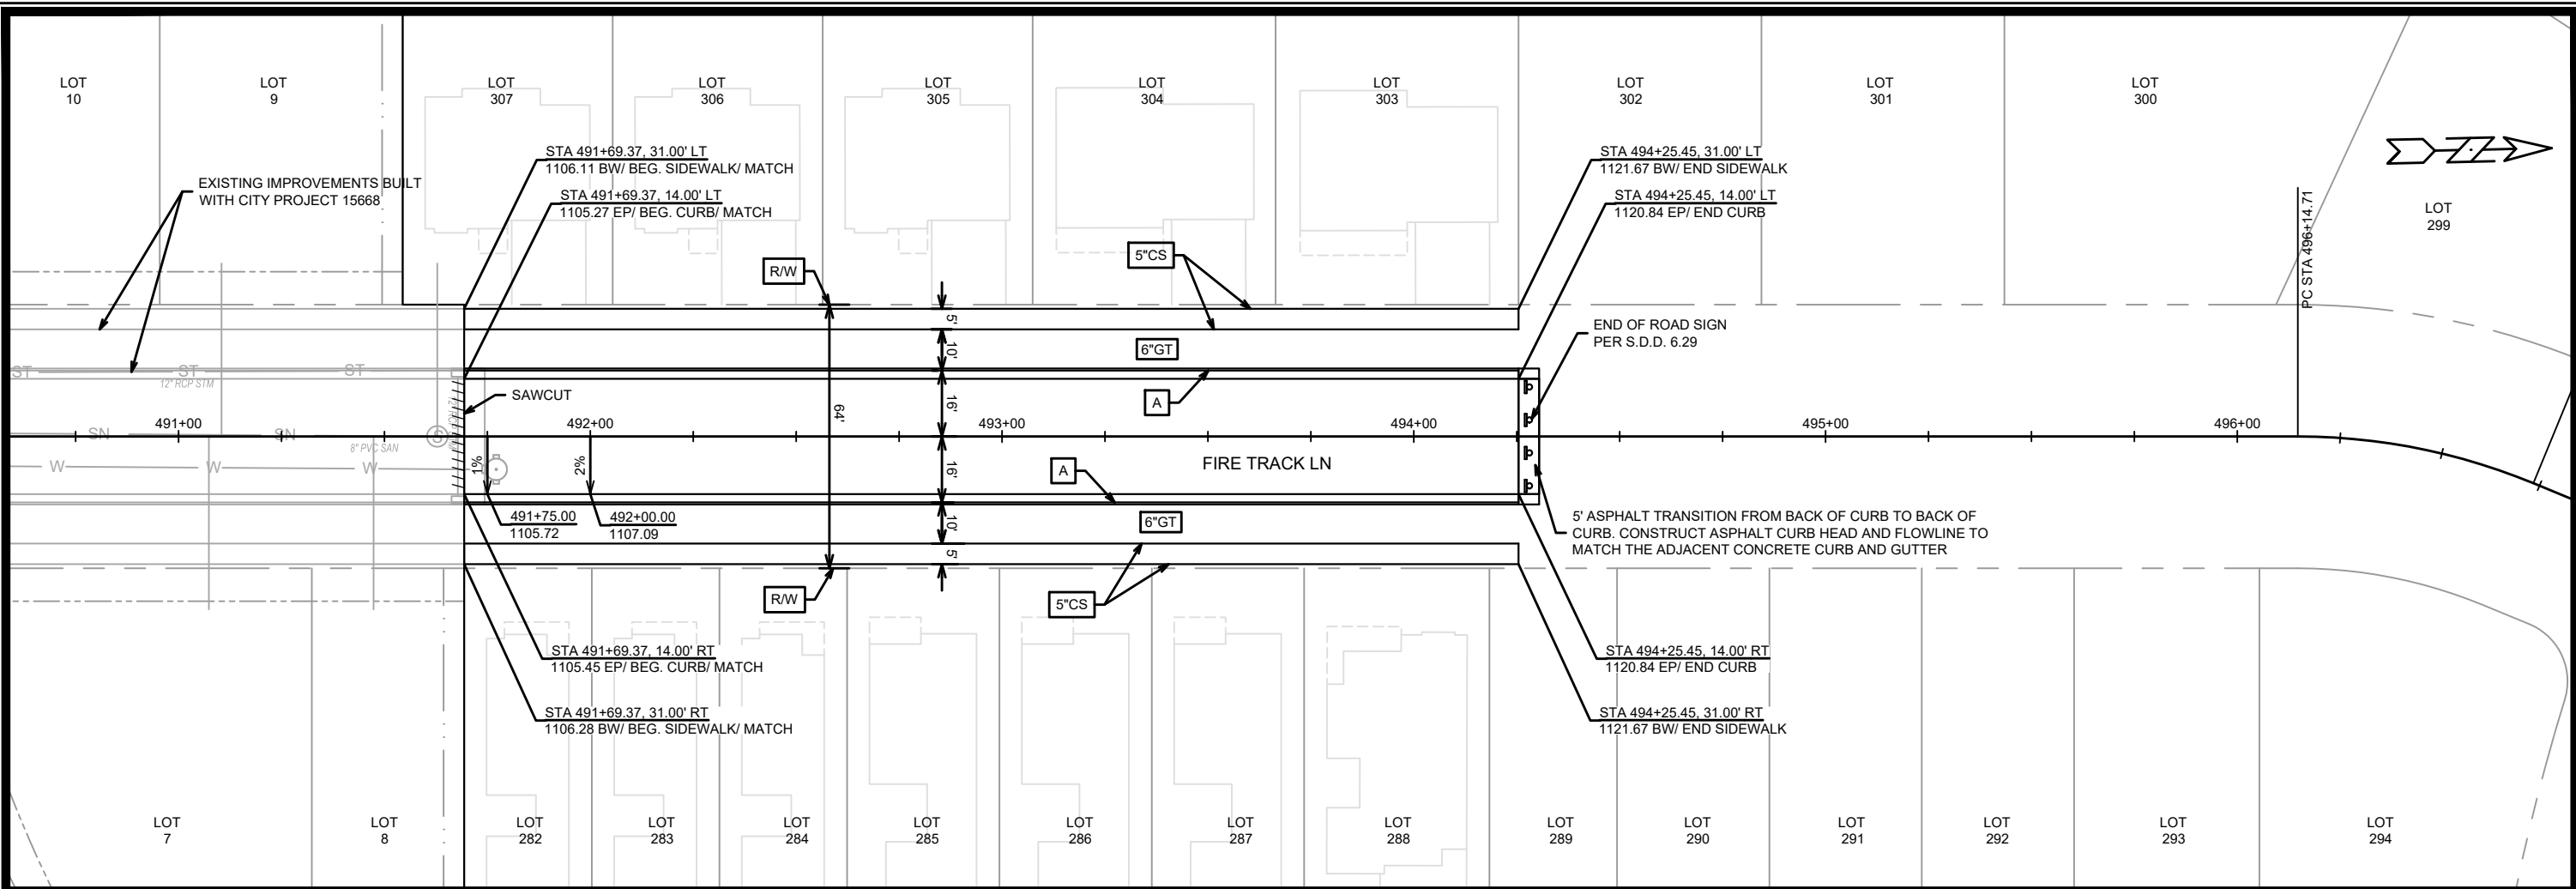 LOT
10
LOT
9
LOT
307
LOT
306
LOT
305
LOT
304
LOT
303
LOT
302
LOT
301
LOT
300
LOT
299
EXISTING IMPROVEMENTS BUILT
WITH CITY PROJECT 15668
STA 491+69.37, 31.00' LT
1106.11 BW/ BEG. SIDEWALK/ MATCH
STA 491+69.37, 14.00' LT
1105.27 EP/ BEG. CURB/ MATCH
STA 494+25.45, 31.00' LT
1121.67 BW/ END SIDEWALK
STA 494+25.45, 14.00' LT
1120.84 EP/ END CURB
PC STA 496+14.71
R/W
5"CS
5'
10'
6"GT
END OF ROAD SIGN
PER S.D.D. 6.29
ST
ST
ST
12" RCP STM
SAWCUT
A
16'
64'
491+00
492+00
493+00
494+00
495+00
496+00
SN
SN
S
8" PVC SAN
W
W
W
1%
2%
16'
A
FIRE TRACK LN
491+75.00
1105.72
492+00.00
1107.09
10'
6"GT
5'
5' ASPHALT TRANSITION FROM BACK OF CURB TO BACK OF
CURB. CONSTRUCT ASPHALT CURB HEAD AND FLOWLINE TO
MATCH THE ADJACENT CONCRETE CURB AND GUTTER
R/W
5"CS
STA 491+69.37, 14.00' RT
1105.45 EP/ BEG. CURB/ MATCH
STA 491+69.37, 31.00' RT
1106.28 BW/ BEG. SIDEWALK/ MATCH
STA 494+25.45, 14.00' RT
1120.84 EP/ END CURB
STA 494+25.45, 31.00' RT
1121.67 BW/ END SIDEWALK
LOT
7
LOT
8
LOT
282
LOT
283
LOT
284
LOT
285
LOT
286
LOT
287
LOT
288
LOT
289
LOT
290
LOT
291
LOT
292
LOT
293
LOT
294